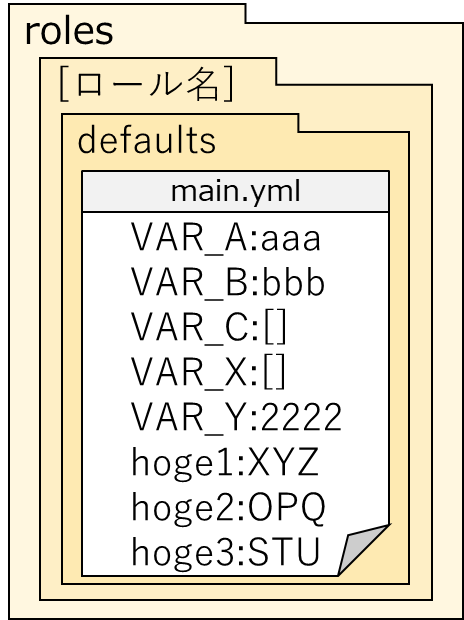 roles
[ロール名]
defaults
main.yml
VAR_A:aaa
VAR_B:bbb
VAR_C:[]
VAR_X:[]
VAR_Y:2222
hoge1:XYZ
hoge2:OPQ
hoge3:STU